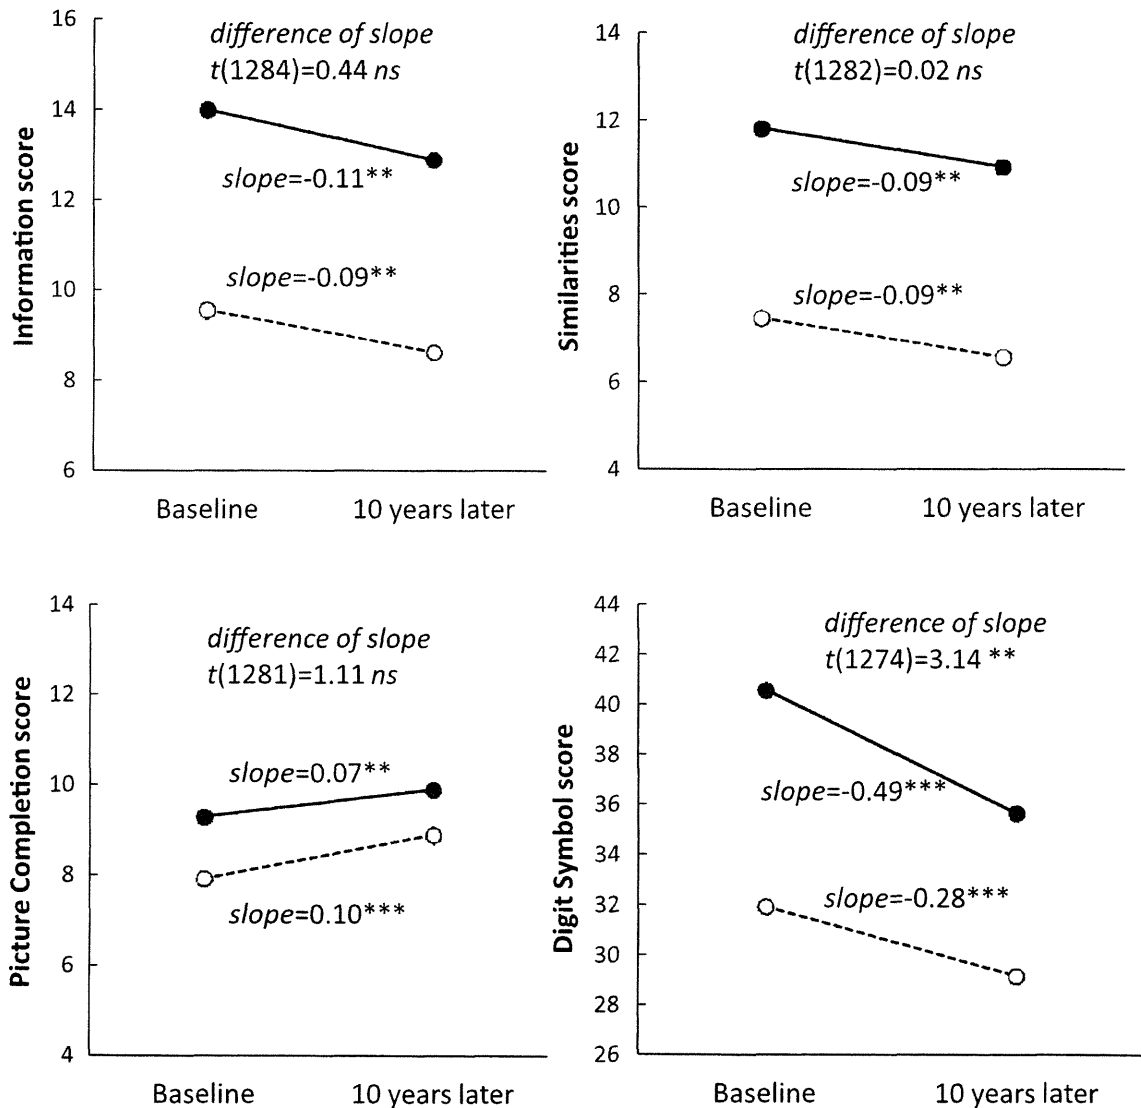 Information score
16
14
12
10
8
6
difference of slope
t(1284)=0.44 ns
slope=-0.11**
slope=-0.09**
Baseline
10 years later
Similarities score
14
12
10
8
6
4
difference of slope
t(1282)=0.02 ns
slope=-0.09**
slope=-0.09**
Baseline
10 years later
Picture Completion score
14
12
10
8
6
4
difference of slope
t(1281)=1.11 ns
slope=0.07**
slope=0.10***
Baseline
10 years later
Digit Symbol score
44
42
40
38
36
34
32
30
28
26
difference of slope
t(1274)=3.14 **
slope=-0.49***
slope=-0.28***
Baseline
10 years later